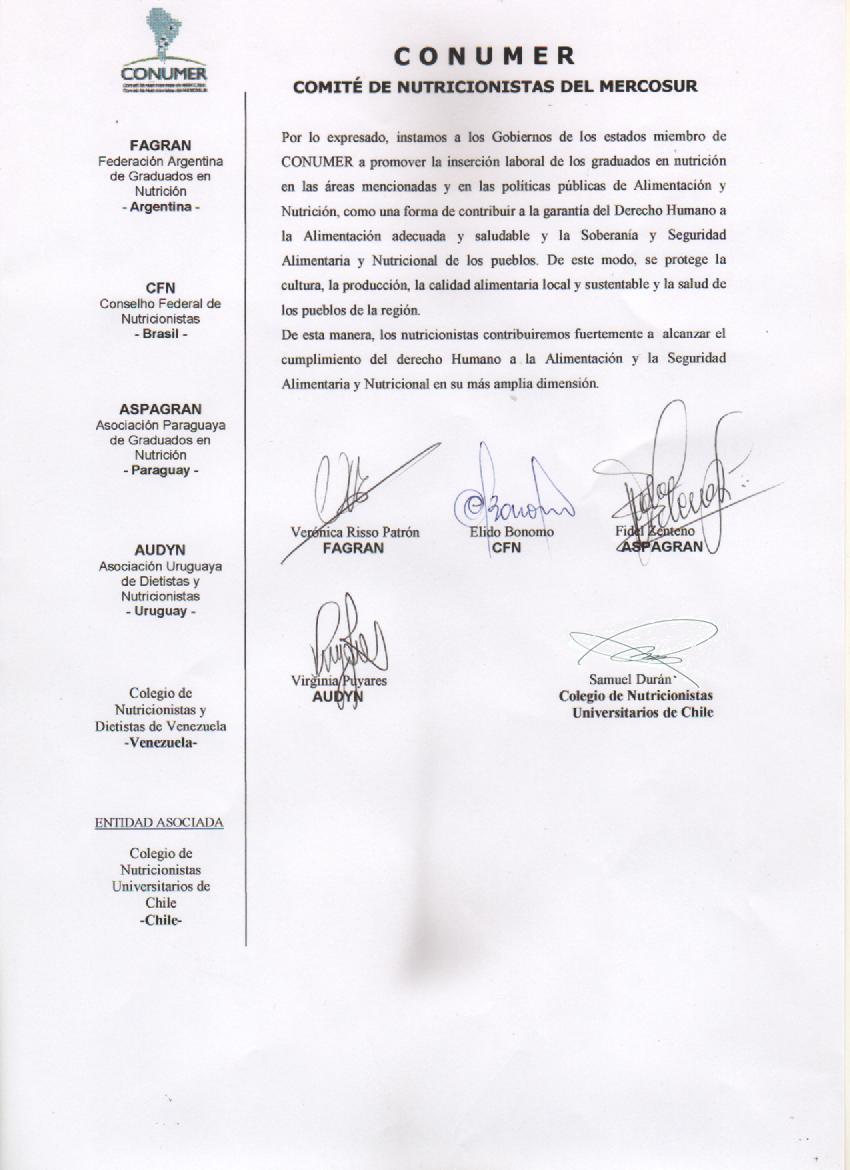 CONUMER
CONUMER
COMITÉ DE NUTRICIONISTAS DEL MERCOSUR
FAGRAN
Federación Argentina
de Graduados en
Nutrición
- Argentina -
CFN
Conselho Federal de
Nutricionistas
- Brasil -
ASPAGRAN
Asociación Paraguaya
de Graduados en
Nutrición
- Paraguay -
AUDYN
Asociación Uruguaya
de Dietistas y
Nutricionistas
- Uruguay -
Colegio de
Nutricionistas y
Dietistas de Venezuela
-Venezuela-
ENTIDAD ASOCIADA
Colegio de
Nutricionistas
Universitarios de
Chile
-Chile-
Por lo expresado, instamos a los Gobiernos de los estados miembro de
CONUMER a promover la inserción laboral de los graduados en nutrición
en las áreas mencionadas y en las políticas públicas de Alimentación y
Nutrición, como una forma de contribuir a la garantía del Derecho Humano a
la Alimentación adecuada y saludable y la Soberanía y Seguridad
Alimentaria y Nutricional de los pueblos. De este modo, se protege la
cultura, la producción, la calidad alimentaria local y sustentable y la salud de
los pueblos de la región.
De esta manera, los nutricionistas contribuiremos fuertemente a alcanzar el
cumplimiento del derecho Humano a la Alimentación y la Seguridad
Alimentaria y Nutricional en su más amplia dimensión.
Bonomo
Verónica Risso Patrón
FAGRAN
Elido Bonomo
CFN
Fidel Zenteno
ASPAGRAN
Virginia Puyares
AUDYN
Samuel Durán
Colegio de Nutricionistas
Universitarios de Chile